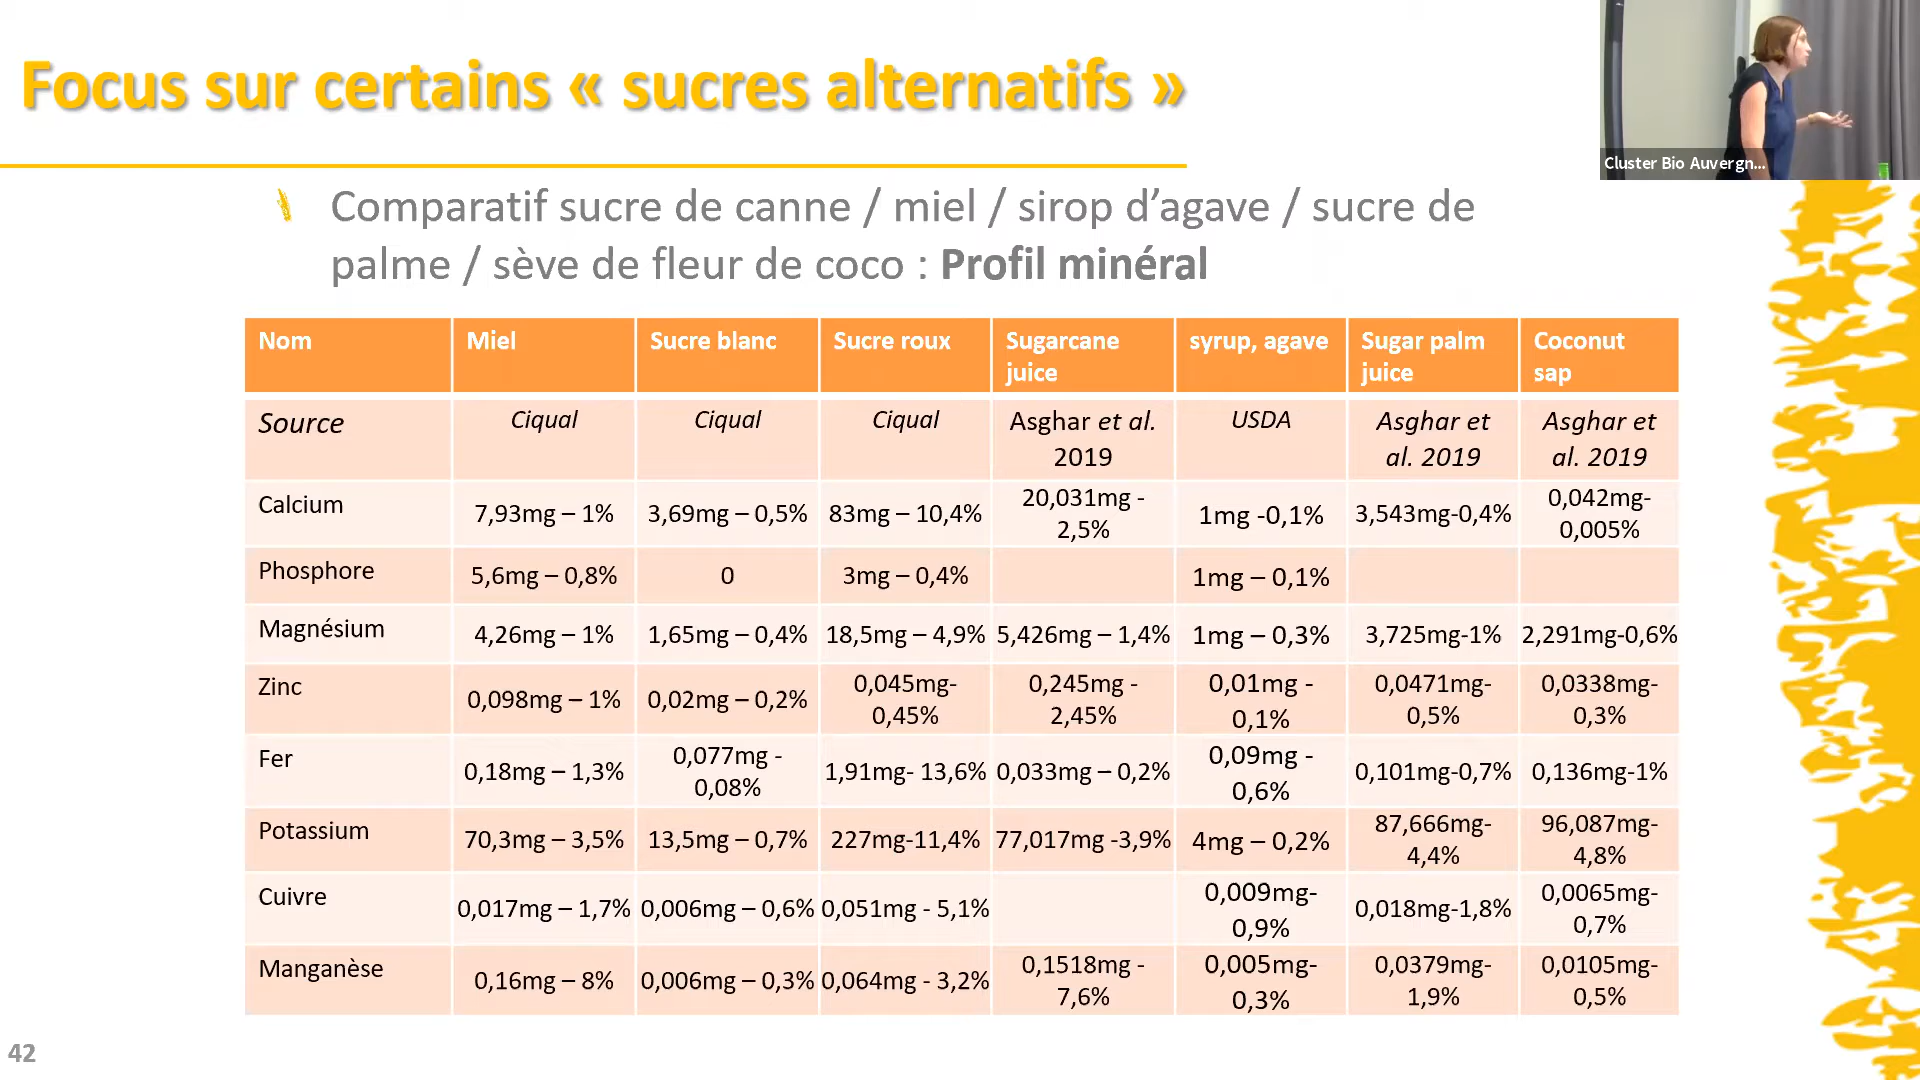 Focus sur certains « sucres alternatifs »
Cluster Bio Auvergn...
Comparatif sucre de canne / miel / sirop d’agave / sucre de
palme / sève de fleur de coco : Profil minéral
Nom Miel Sucre blanc Sucre roux Sugarcane juice syrup, agave Sugar palm juice Coconut sap
Source Ciqual Ciqual Ciqual Asghar et al. 2019 USDA Asghar et al. 2019 Asghar et al. 2019
Calcium 7,93mg – 1% 3,69mg – 0,5% 83mg – 10,4% 20,031mg - 2,5% 1mg -0,1% 3,543mg-0,4% 0,042mg- 0,005%
Phosphore 5,6mg – 0,8% 0 3mg – 0,4% 1mg – 0,1%
Magnésium 4,26mg – 1% 1,65mg – 0,4% 18,5mg – 4,9% 5,426mg – 1,4% 1mg – 0,3% 3,725mg-1% 2,291mg-0,6%
Zinc 0,098mg – 1% 0,02mg – 0,2% 0,045mg- 0,45% 0,245mg - 2,45% 0,01mg - 0,1% 0,0471mg- 0,5% 0,0338mg- 0,3%
Fer 0,18mg – 1,3% 0,077mg - 0,08% 1,91mg- 13,6% 0,033mg – 0,2% 0,09mg - 0,6% 0,101mg-0,7% 0,136mg-1%
Potassium 70,3mg – 3,5% 13,5mg – 0,7% 227mg-11,4% 77,017mg -3,9% 4mg – 0,2% 87,666mg- 4,4% 96,087mg- 4,8%
Cuivre 0,017mg – 1,7% 0,006mg – 0,6% 0,051mg - 5,1% 0,009mg- 0,9% 0,018mg-1,8% 0,0065mg- 0,7%
Manganèse 0,16mg – 8% 0,006mg – 0,3% 0,064mg - 3,2% 0,1518mg - 7,6% 0,005mg- 0,3% 0,0379mg- 1,9% 0,0105mg- 0,5%
42